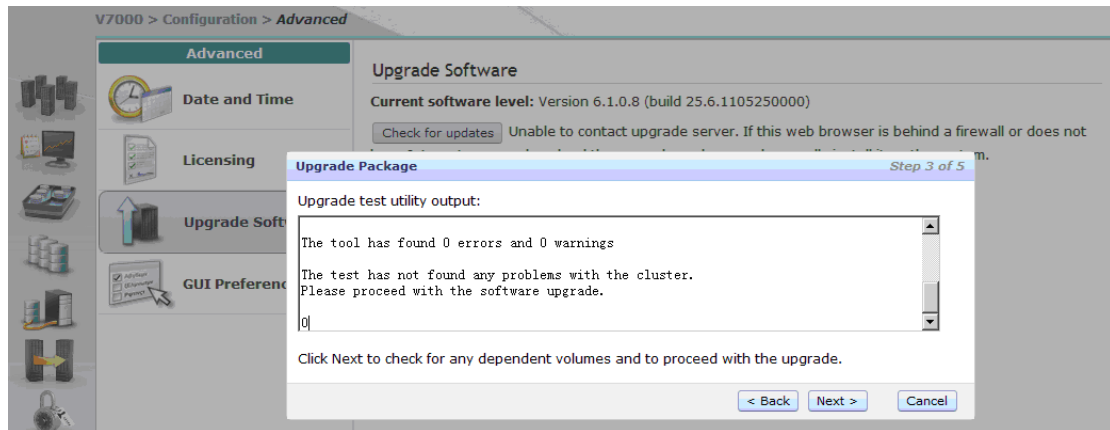 V7000 > Configuration > Advanced
Advanced
Date and Time
Licensing
Upgrade Soft
GUI Preferenc
Upgrade Software
Current software level: Version 6.1.0.8 (build 25.6.1105250000)
Check for updates Unable to contact upgrade server. If this web browser is behind a firewall or does not
Upgrade Package Step 3 of 5
Upgrade test utility output:
The tool has found 0 errors and 0 warnings
The test has not found any problems with the cluster.
Please proceed with the software upgrade.
0
Click Next to check for any dependent volumes and to proceed with the upgrade.
< Back Next > Cancel